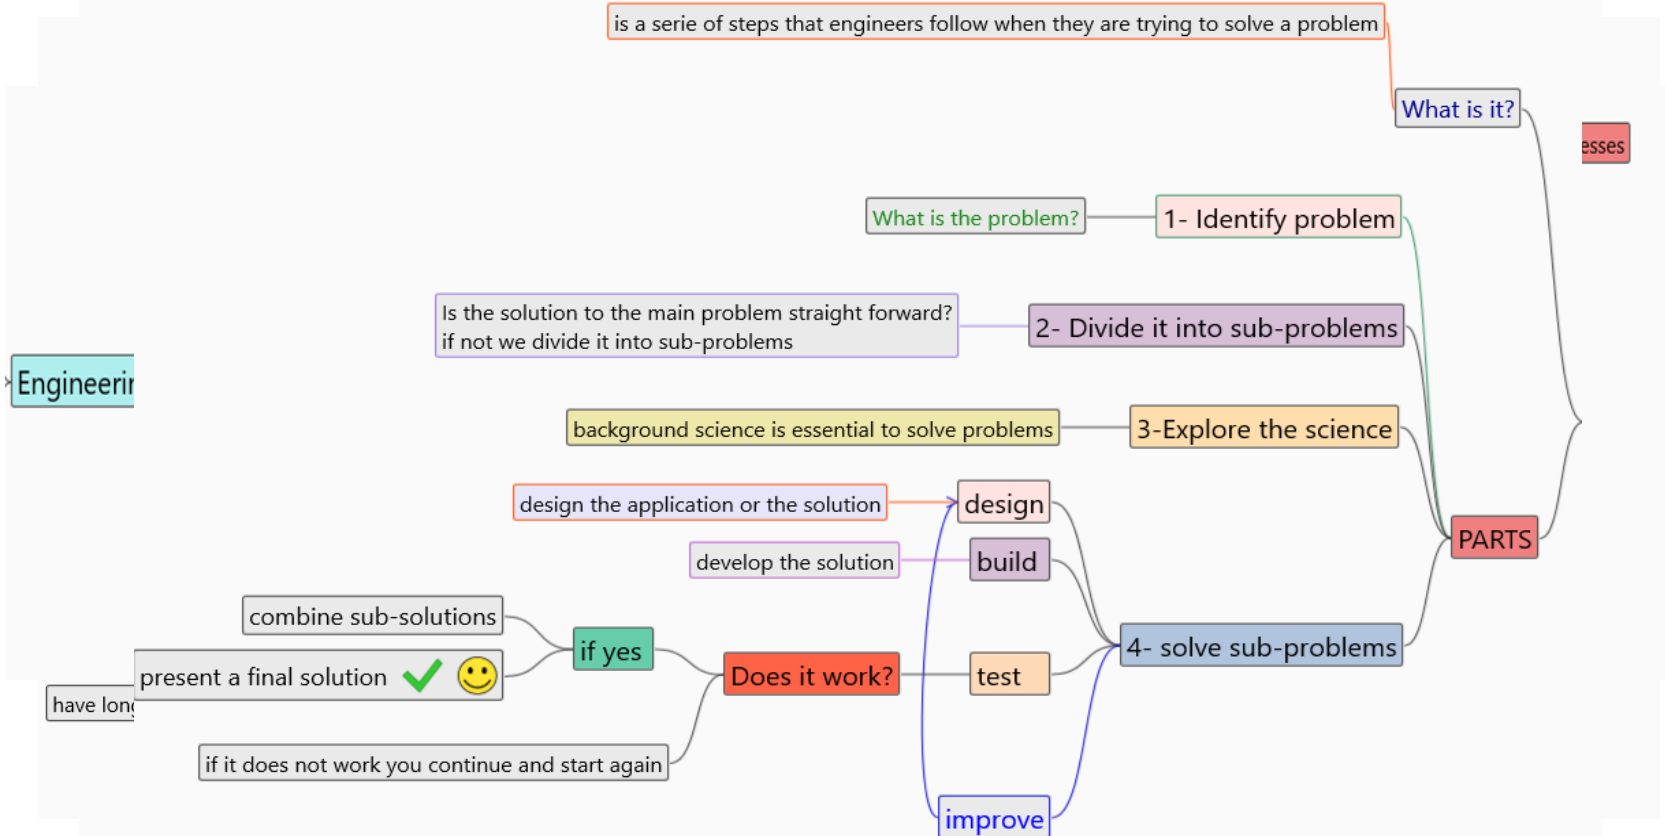 is a serie of steps that engineers follow when they are trying to solve a problem
What is it?
esses
What is the problem?
1- Identify problem
Is the solution to the main problem straight forward?
if not we divide it into sub-problems
2- Divide it into sub-problems
Engineerin
background science is essential to solve problems
3-Explore the science
design the application or the solution
design
PARTS
develop the solution
build
combine sub-solutions
if yes
4- solve sub-problems
present a final solution
Does it work?
test
have long
if it does not work you continue and start again
improve